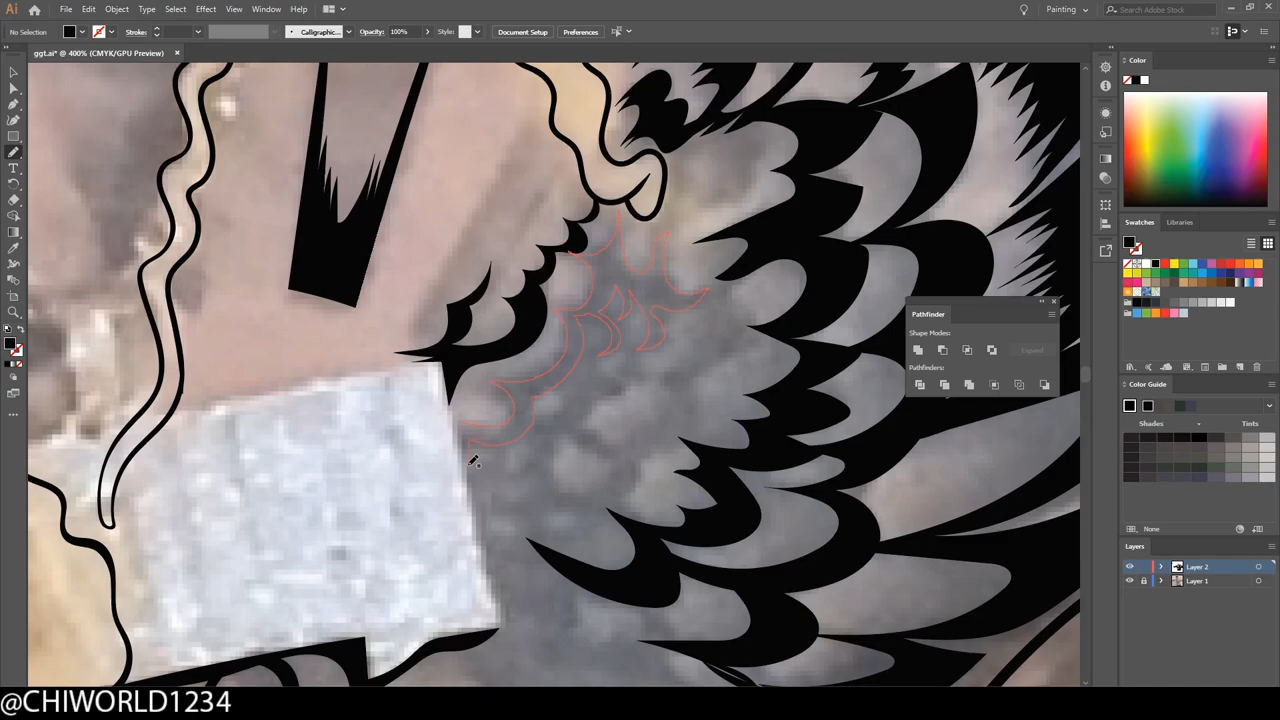 Ai File Edit Object Type Select Effect View Window Help Painting Search Adobe Stock
No Selection Stroke: Calligraphic... Opacity: 100% Style: Document Setup Preferences
ggt.ai* @ 400% (CMYK/GPU Preview)
Color
Swatches Libraries
Pathfinder
Shape Modes:
Expand
Pathfinders:
Color Guide
Shades Tints
None
Layers
Layer 2
Layer 1
@CHIWORLD1234